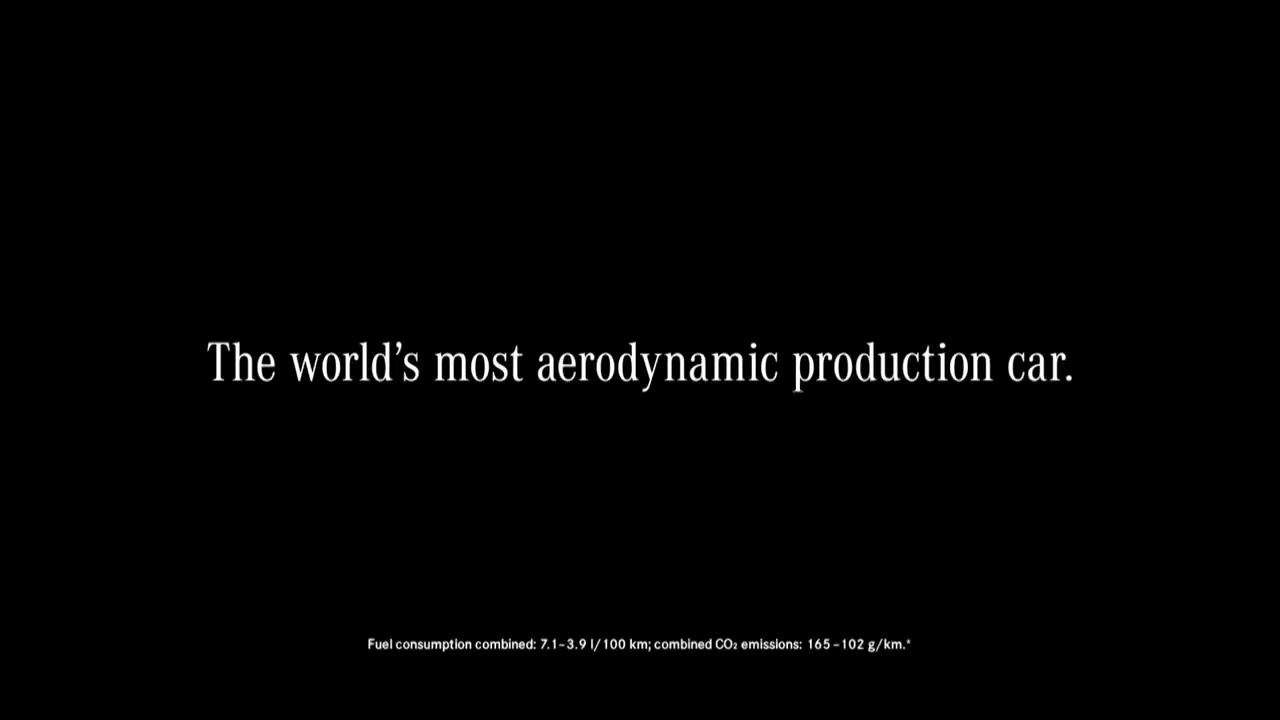 The world’s most aerodynamic production car.
Fuel consumption combined: 7.1–3.9 l/100 km; combined CO₂ emissions: 165–102 g/km.*